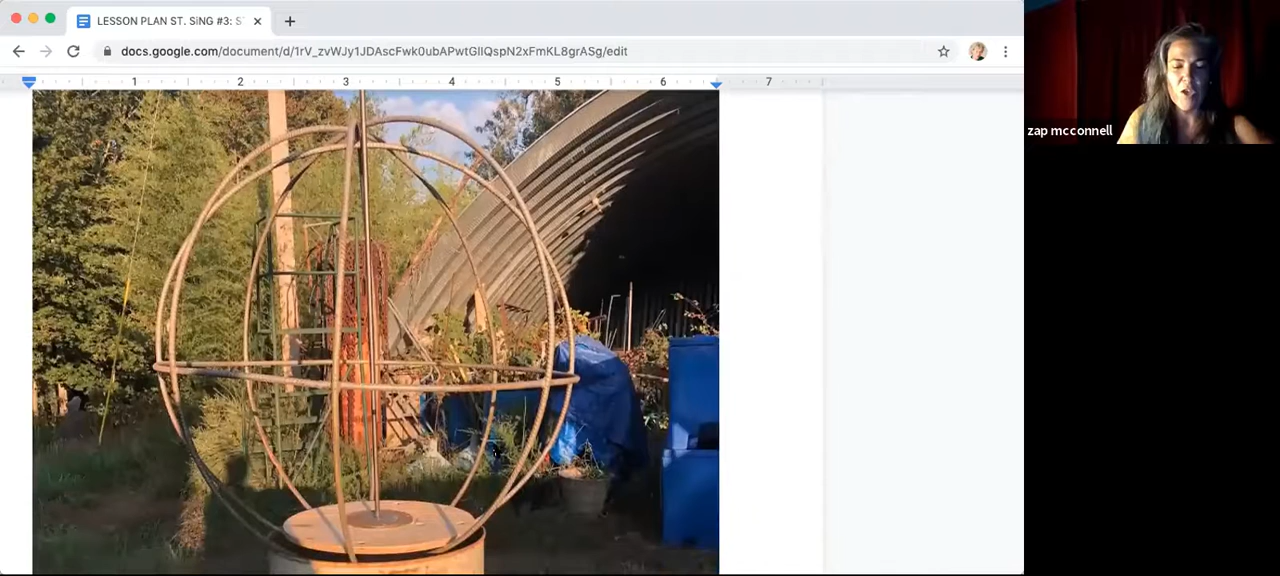 LESSON PLAN ST. SiNG #3: S
docs.google.com/document/d/1rV_zvWJy1JDAscFwk0ubAPwtGlIQspN2xFmKL8grASg/edit
1 2 3 4 5 6 7
zap mcconnell